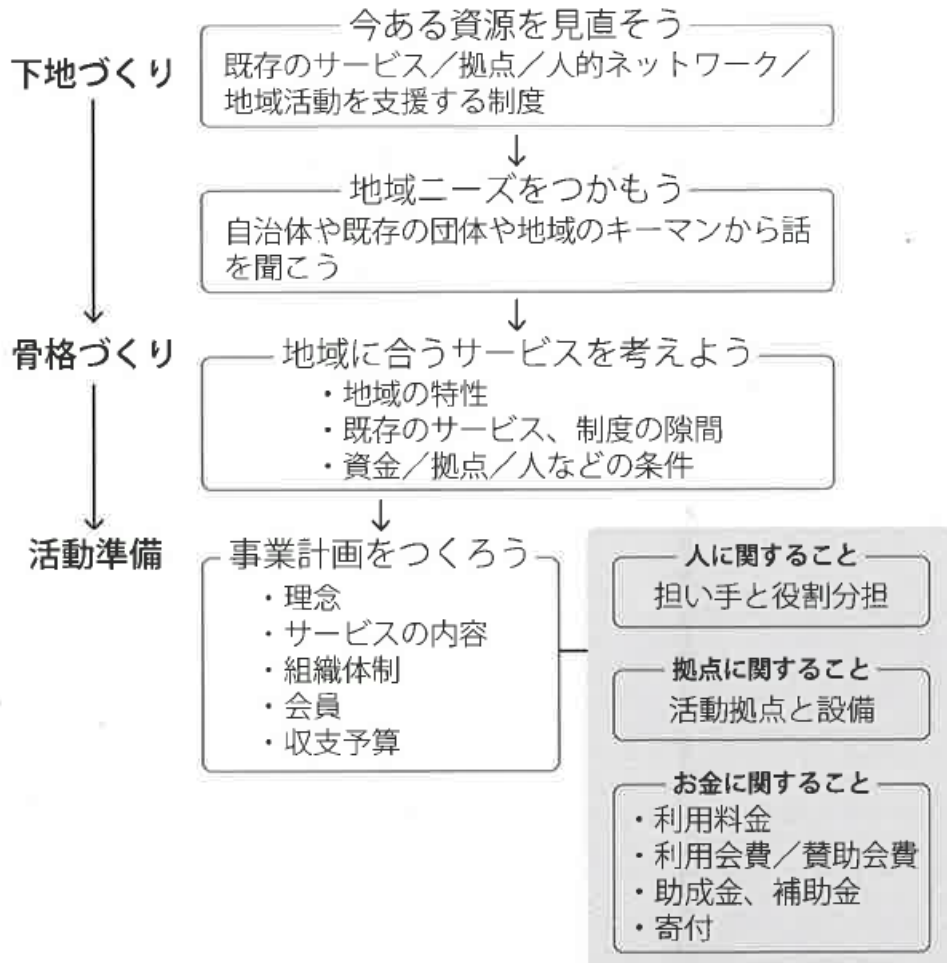 今ある資源を見直そう
下地づくり
既存のサービス／拠点／人的ネットワーク／
地域活動を支援する制度
地域ニーズをつかもう
自治体や既存の団体や地域のキーマンから話
を聞こう
骨格づくり
地域に合うサービスを考えよう
・地域の特性
・既存のサービス、制度の隙間
・資金／拠点／人などの条件
活動準備
事業計画をつくろう
・理念
・サービスの内容
・組織体制
・会員
・収支予算
人に関すること
担い手と役割分担
拠点に関すること
活動拠点と設備
お金に関すること
・利用料金
・利用会費／賛助会費
・助成金、補助金
・寄付